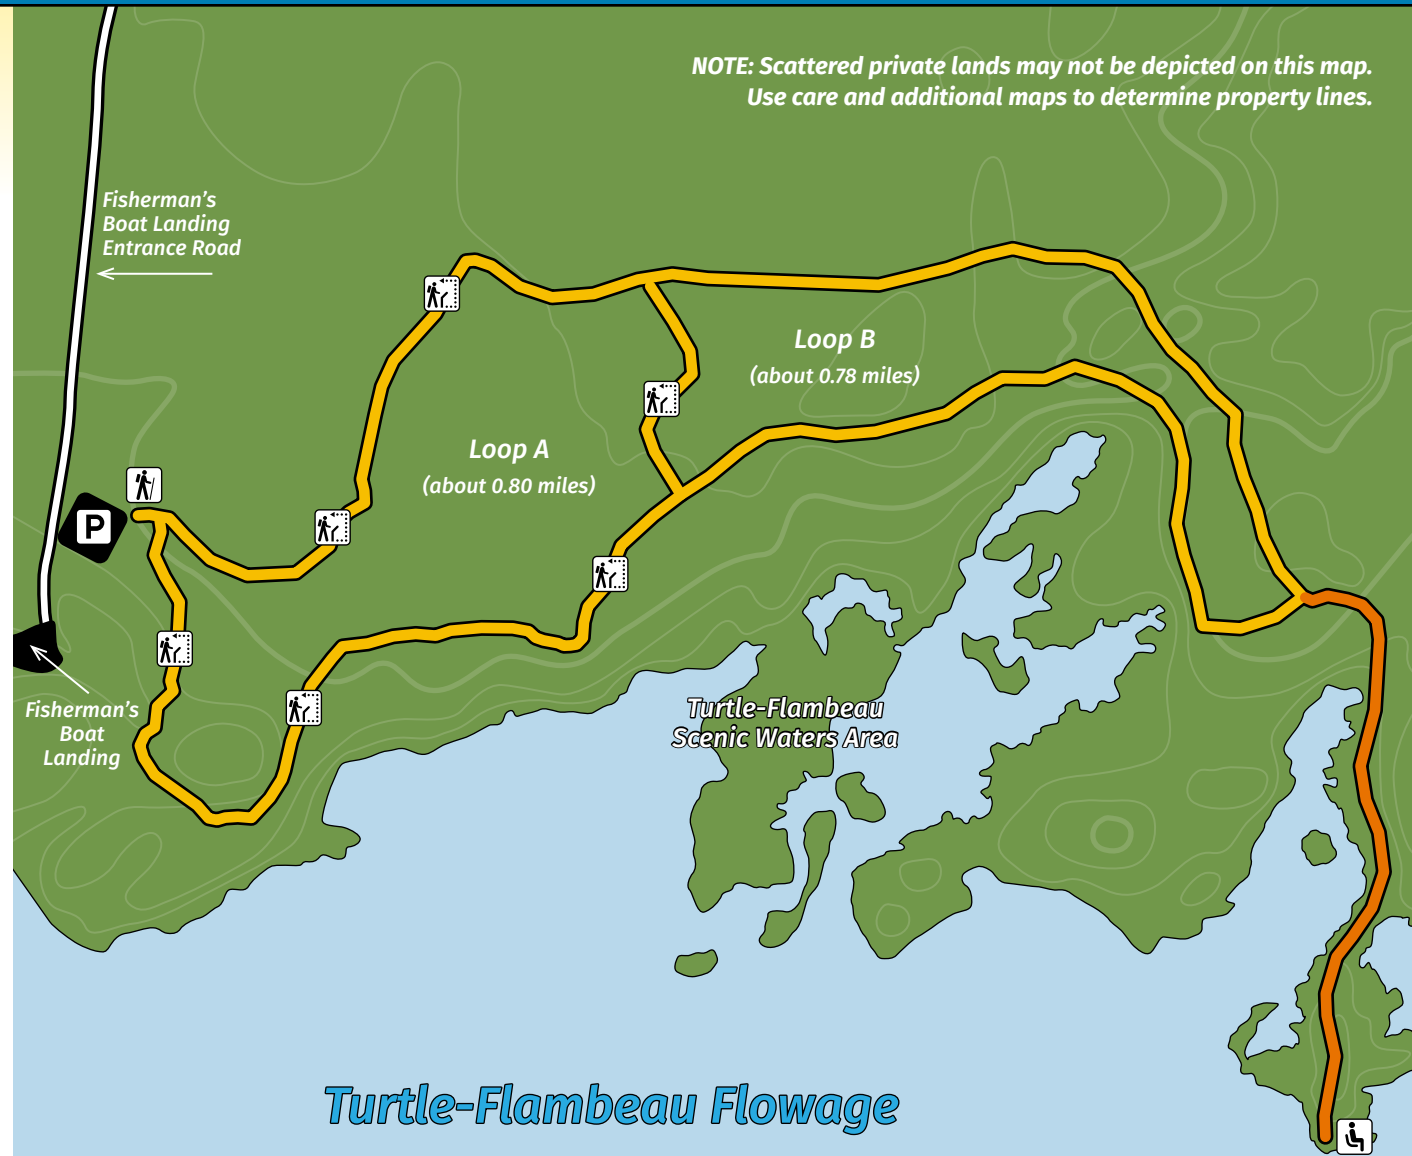 NOTE: Scattered private lands may not be depicted on this map.
Use care and additional maps to determine property lines.
Fisherman's
Boat Landing
Entrance Road
Loop B
(about 0.78 miles)
Loop A
(about 0.80 miles)
P
Fisherman's
Boat
Landing
Turtle-Flambeau
Scenic Waters Area
Turtle-Flambeau Flowage